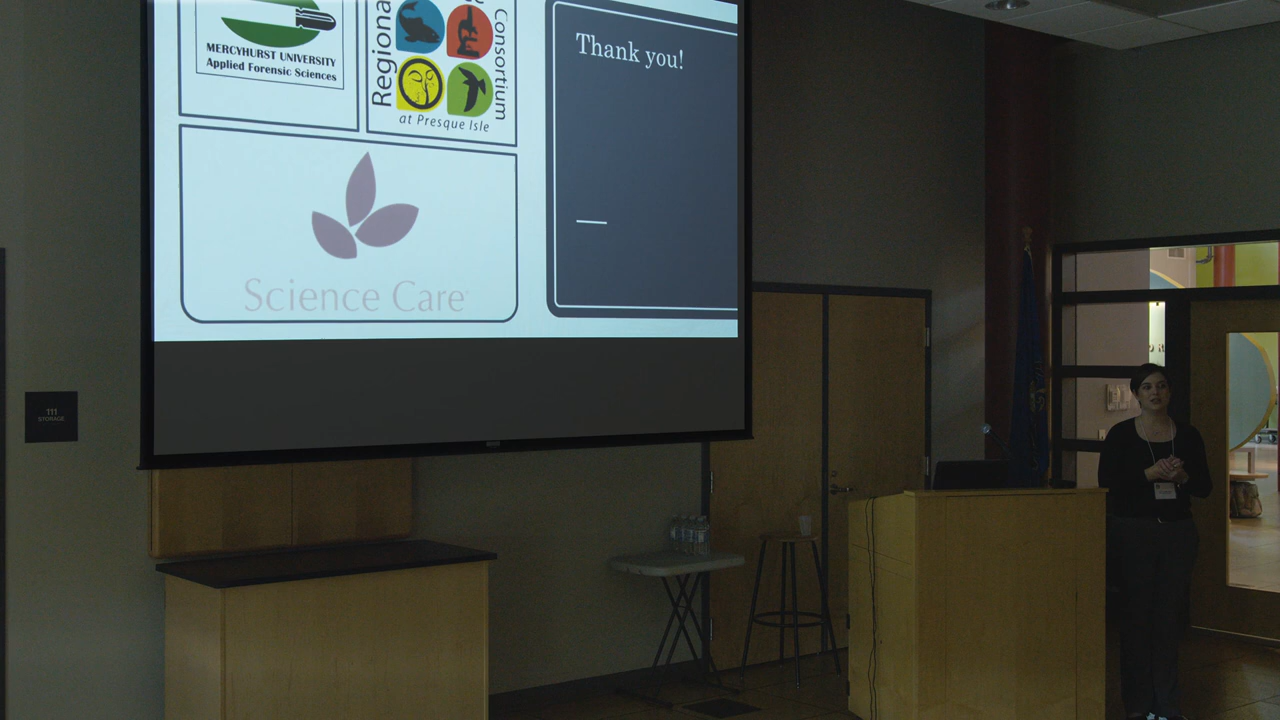 MERCYHURST UNIVERSITY
Applied Forensic Sciences
Regional
Consortium
at Presque Isle
Thank you!
Science Care
111
STORAGE